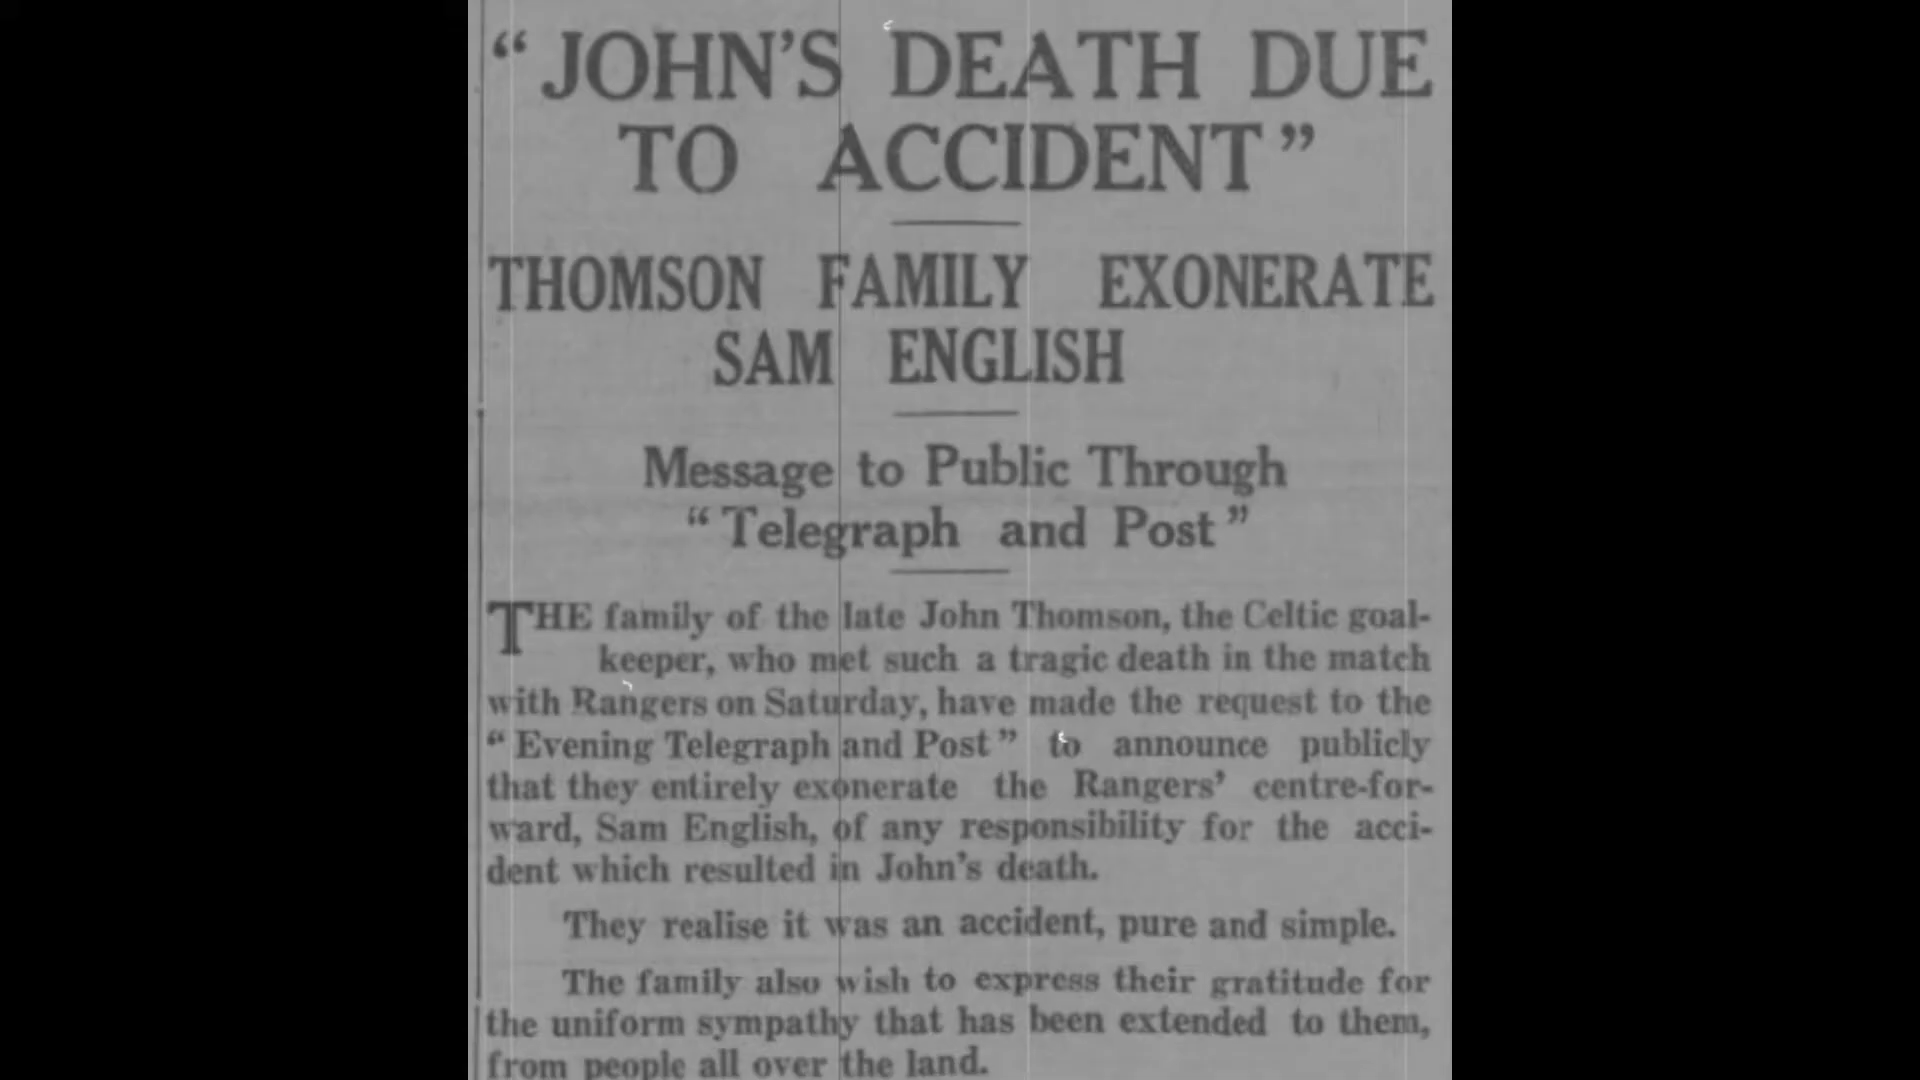 “JOHN’S DEATH DUE
TO ACCIDENT”
THOMSON FAMILY EXONERATE
SAM ENGLISH
Message to Public Through
“Telegraph and Post”
THE family of the late John Thomson, the Celtic goal-
keeper, who met such a tragic death in the match
with Rangers on Saturday, have made the request to the
“Evening Telegraph and Post” to announce publicly
that they entirely exonerate the Rangers’ centre-for-
ward, Sam English, of any responsibility for the acci-
dent which resulted in John’s death.
They realise it was an accident, pure and simple.
The family also wish to express their gratitude for
the uniform sympathy that has been extended to them,
from people all over the land.